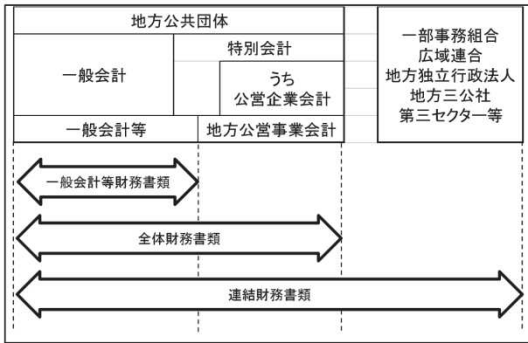 地方公共団体
一般会計
特別会計
うち
公営企業会計
一般会計等
地方公営事業会計
一部事務組合
広域連合
地方独立行政法人
地方三公社
第三セクター等
一般会計等財務書類
全体財務書類
連結財務書類